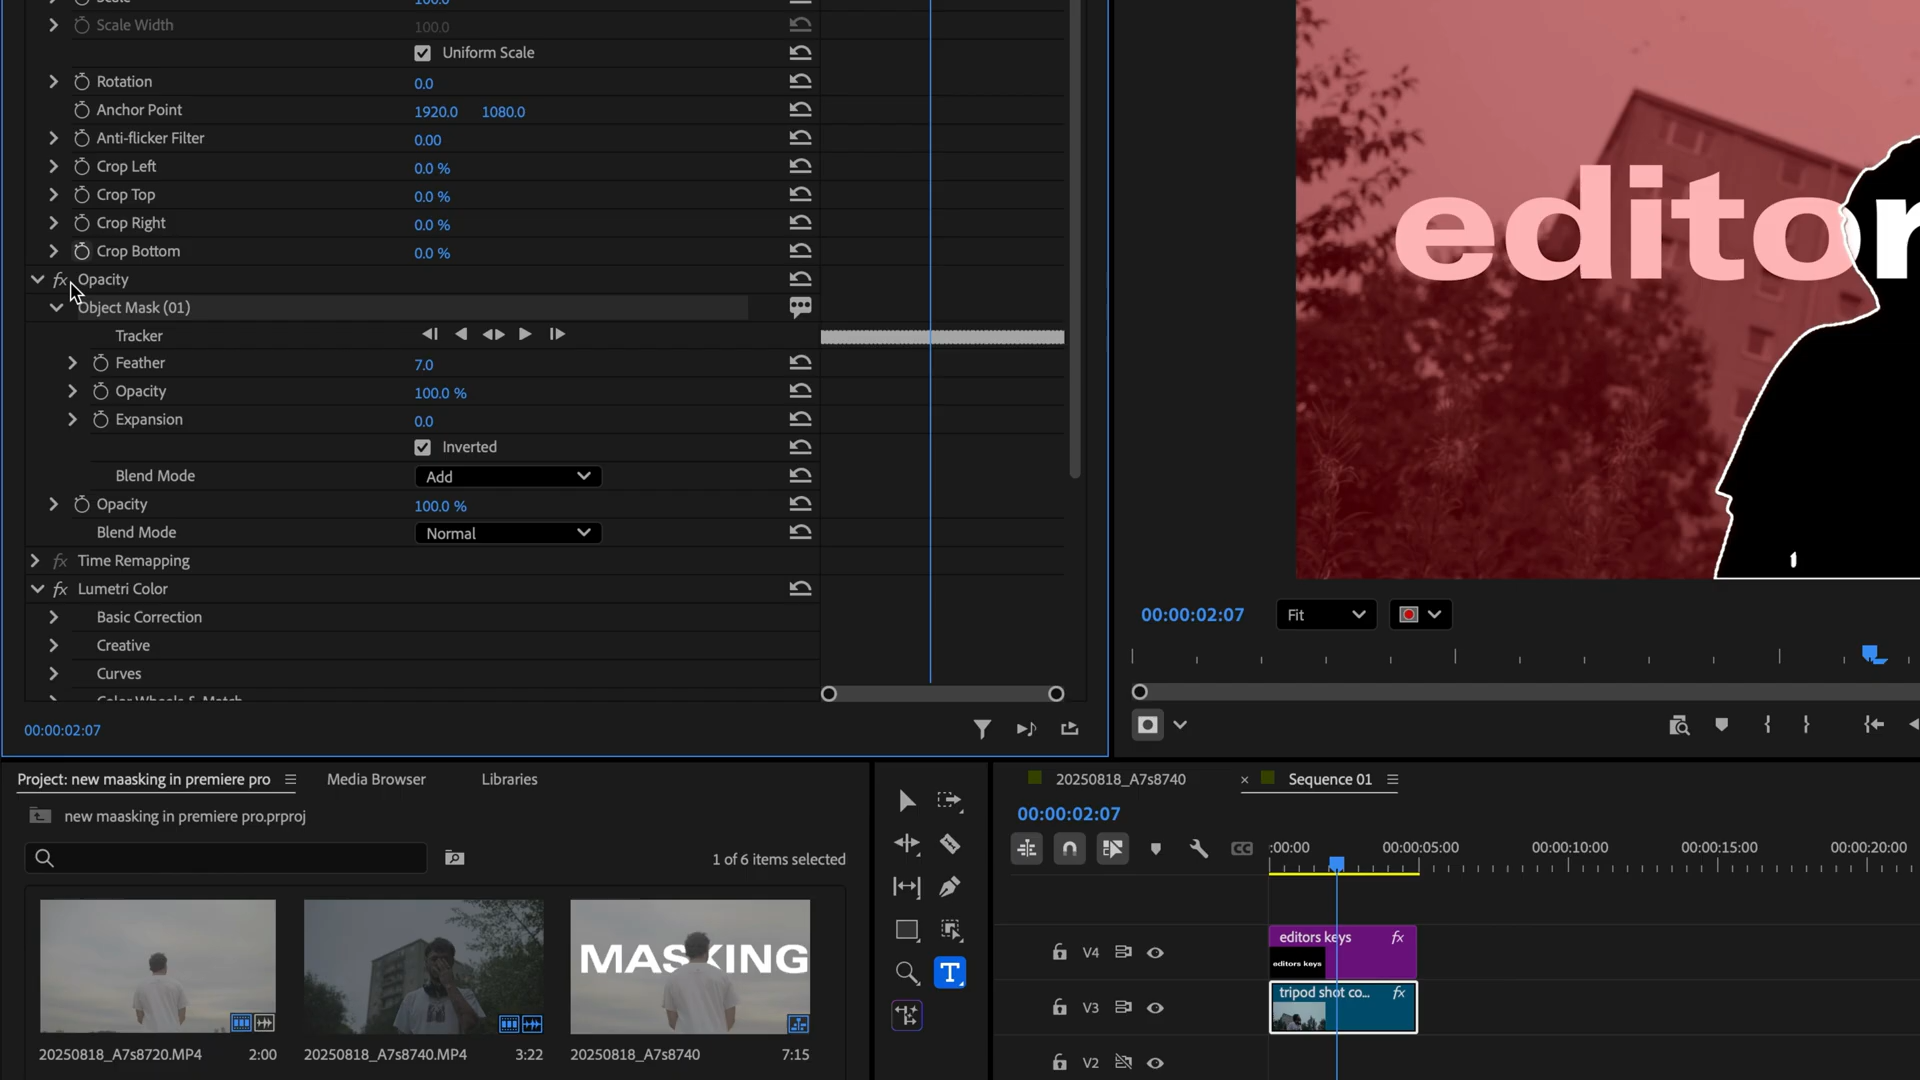 Scale 100.0
Scale Width 100.0
Uniform Scale
Rotation 0.0
Anchor Point 1920.0 1080.0
Anti-flicker Filter 0.00
Crop Left 0.0 %
Crop Top 0.0 %
Crop Right 0.0 %
Crop Bottom 0.0 %
fx Opacity
Object Mask (01)
Tracker
Feather 7.0
Opacity 100.0 %
Expansion 0.0
Inverted
Blend Mode Add
Opacity 100.0 %
Blend Mode Normal
fx Time Remapping
fx Lumetri Color
Basic Correction
Creative
Curves
Color Wheels & Match
00:00:02:07
editor
00:00:02:07 Fit
Project: new maasking in premiere pro Media Browser Libraries
new maasking in premiere pro.prproj
1 of 6 items selected
MASKING
20250818_A7s8720.MP4 2:00
20250818_A7s8740.MP4 3:22
20250818_A7s8740 7:15
T
20250818_A7s8740 × Sequence 01
00:00:02:07
CC
:00:00 00:00:05:00 00:00:10:00 00:00:15:00 00:00:20:00
V4 editors keys fx
editors keys
V3 tripod shot co... fx
V2